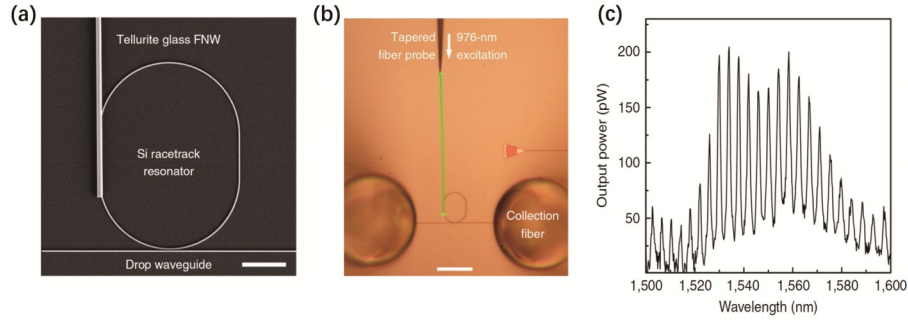 (a)
Tellurite glass FNW
Si racetrack
resonator
Drop waveguide
(b)
Tapered
fiber probe
976-nm
excitation
Collection
fiber
(c)
Output power (pW)
200
150
100
50
1,500
1,520
1,540
1,560
1,580
1,600
Wavelength (nm)